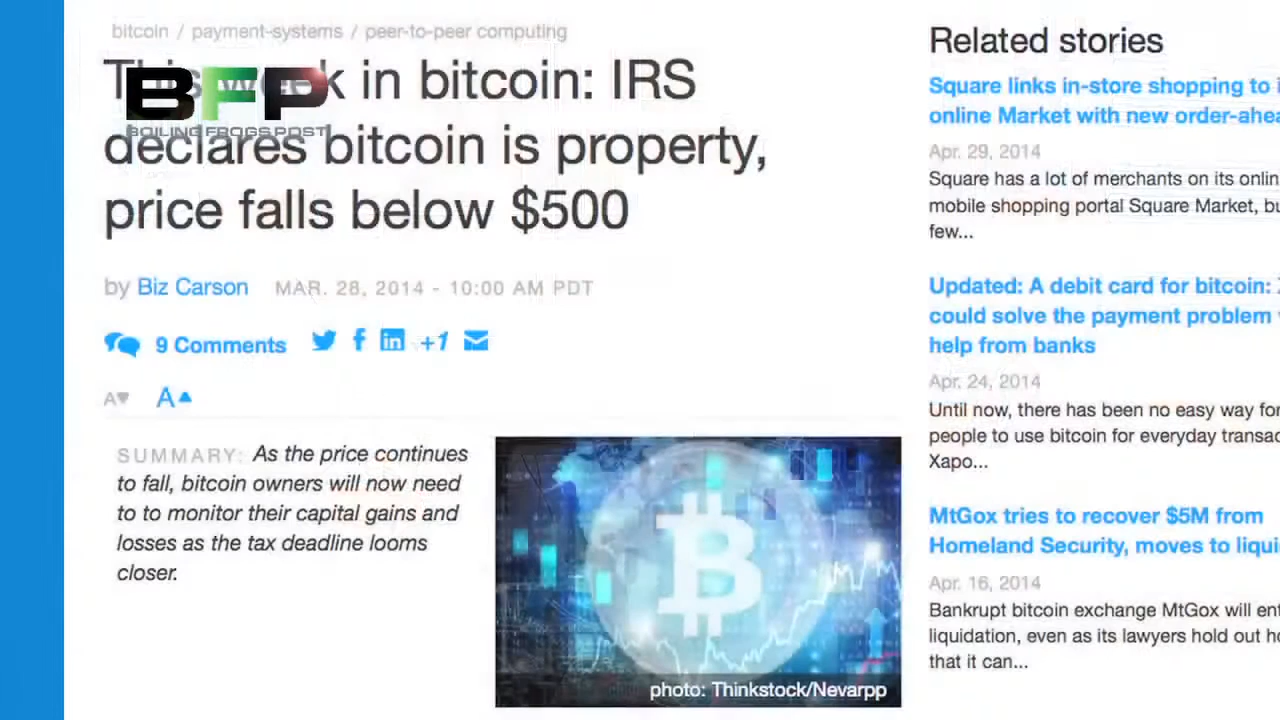 bitcoin / payment-systems / peer-to-peer computing
This week in bitcoin: IRS
declares bitcoin is property,
price falls below $500
BFP
BOILING FROGS POST
by Biz Carson MAR. 28, 2014 - 10:00 AM PDT
9 Comments +1
A A
SUMMARY: As the price continues
to fall, bitcoin owners will now need
to to monitor their capital gains and
losses as the tax deadline looms
closer.
photo: Thinkstock/Nevarpp
Related stories
Square links in-store shopping to i
online Market with new order-ahea
Apr. 29, 2014
Square has a lot of merchants on its onlin
mobile shopping portal Square Market, bu
few...
Updated: A debit card for bitcoin:
could solve the payment problem
help from banks
Apr. 24, 2014
Until now, there has been no easy way for
people to use bitcoin for everyday transac
Xapo...
MtGox tries to recover $5M from
Homeland Security, moves to liqui
Apr. 16, 2014
Bankrupt bitcoin exchange MtGox will ent
liquidation, even as its lawyers hold out ho
that it can...